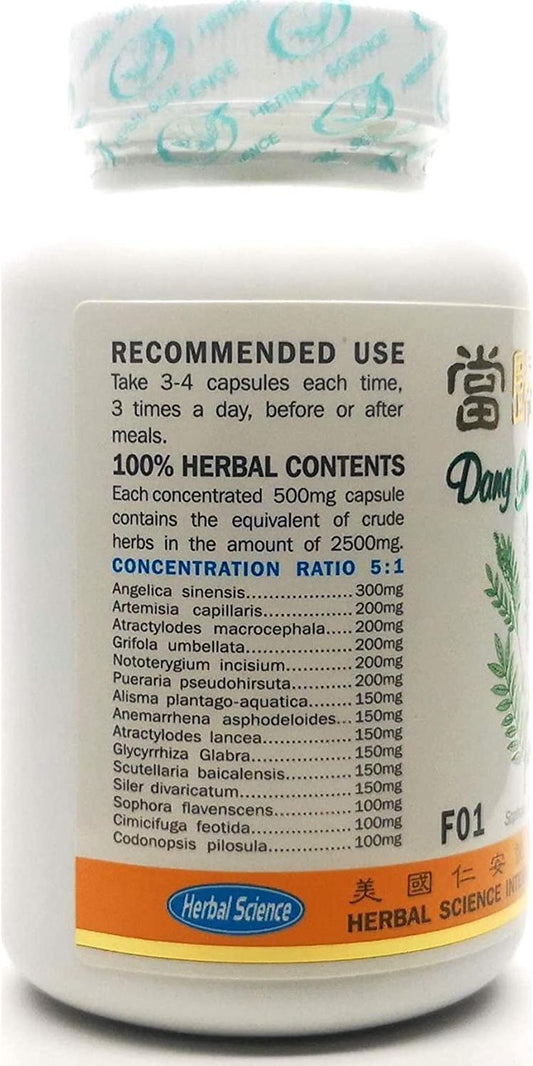 HERBAL SCIENCE
RECOMMENDED USE
Take 3-4 capsules each time,
3 times a day, before or after
meals.
100% HERBAL CONTENTS
Each concentrated 500mg capsule
contains the equivalent of crude
herbs in the amount of 2500mg.
CONCENTRATION RATIO 5:1
Angelica sinensis......................300mg
Artemisia capillaris...................200mg
Atractylodes macrocephala.....200mg
Grifola umbellata......................200mg
Nototerygium incisium.............200mg
Pueraria pseudohirsuta............200mg
Alisma plantago-aquatica........150mg
Anemarrhena asphodeloides...150mg
Atractylodes lancea..................150mg
Glycyrrhiza Glabra....................150mg
Scutellaria baicalensis.............150mg
Siler divaricatum......................150mg
Sophora flavenscens................100mg
Cimicifuga feotida....................100mg
Codonopsis pilosula.................100mg
當
Dang
F01
Herbal Science
美國仁安
HERBAL SCIENCE